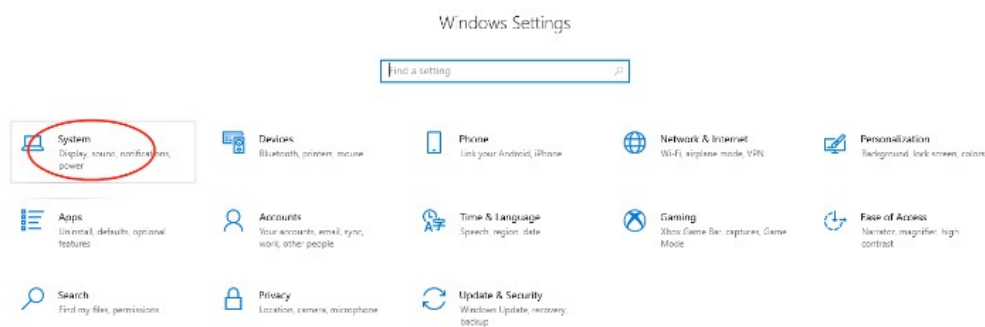 Windows Settings
Find a setting
System
Display, sound, notifications,
power
Devices
Bluetooth, printers, mouse
Phone
Link your Android, iPhone
Network & Internet
Wi-Fi, airplane mode, VPN
Personalization
Background, lock screen, colors
Apps
Uninstall, defaults, optional
features
Accounts
Your accounts, email, sync,
work, other people
Time & Language
Speech, region, date
Gaming
Xbox Game Bar, captures, Game
Mode
Ease of Access
Narrator, magnifier, high
contrast
Search
Find my files, permissions
Privacy
Location, camera, microphone
Update & Security
Windows Update, recovery,
backup